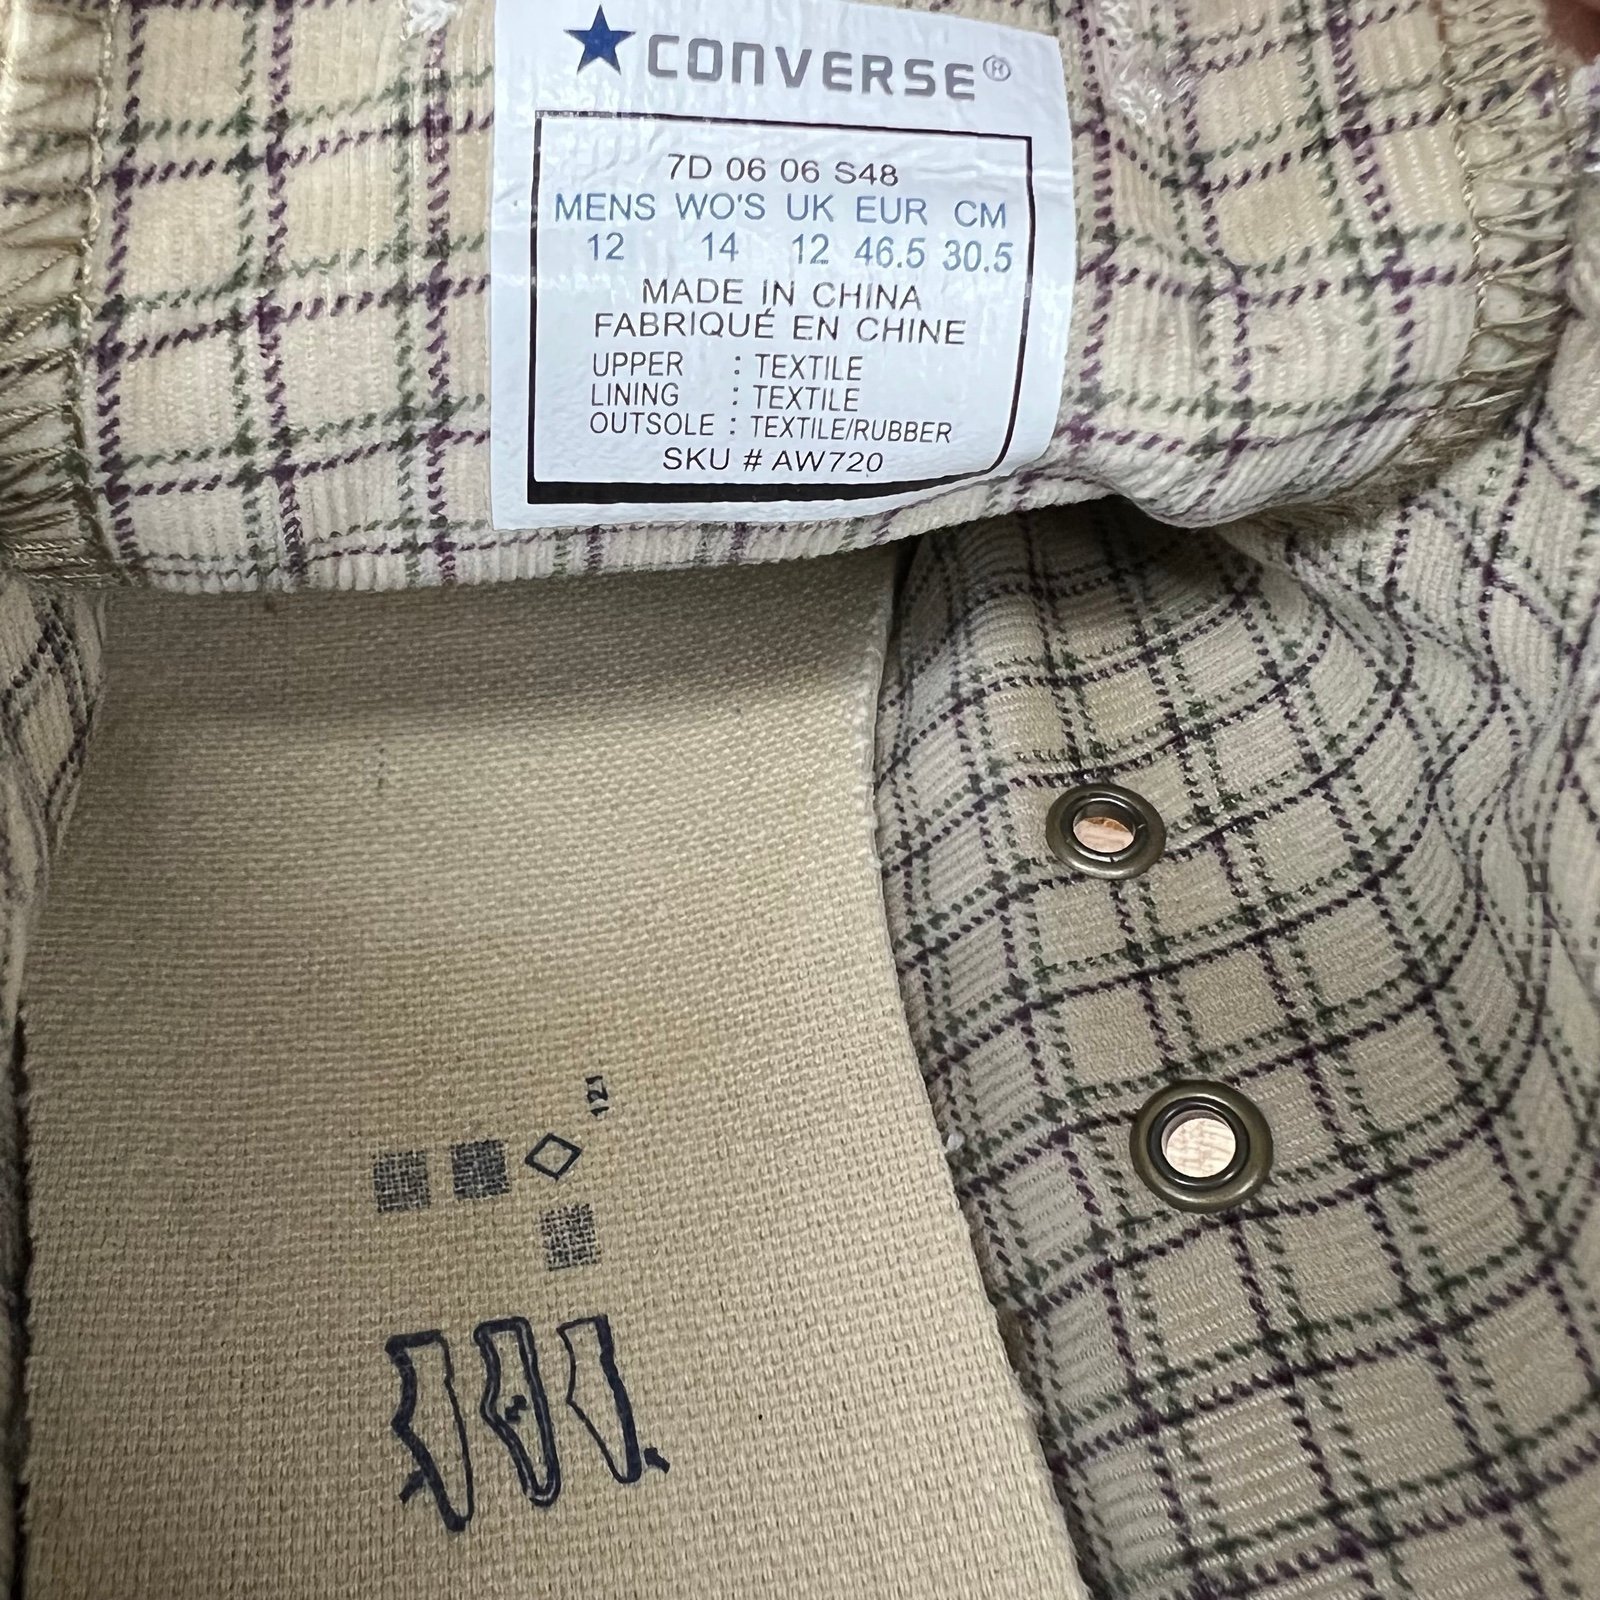 CONVERSE®
7D 06 06 S48
MENS WO'S UK EUR CM
12 14 12 46.5 30.5
MADE IN CHINA
FABRIQUÉ EN CHINE
UPPER : TEXTILE
LINING : TEXTILE
OUTSOLE : TEXTILE/RUBBER
SKU # AW720
121